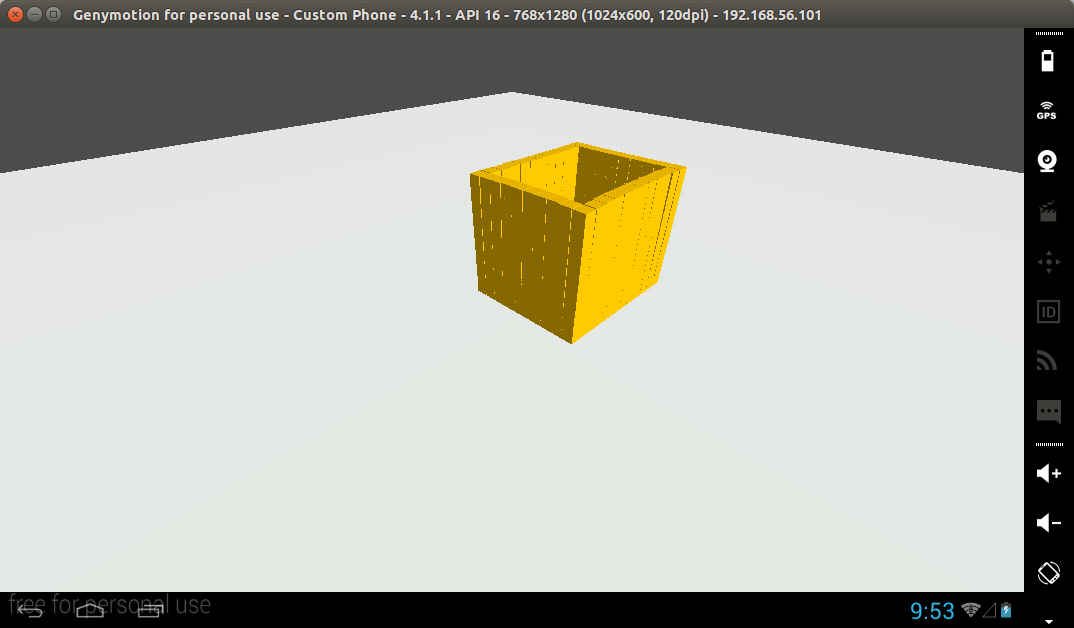 Genymotion for personal use - Custom Phone - 4.1.1 - API 16 - 768x1280 (1024x600, 120dpi) - 192.168.56.101
GPS
ID
free for personal use
9:53